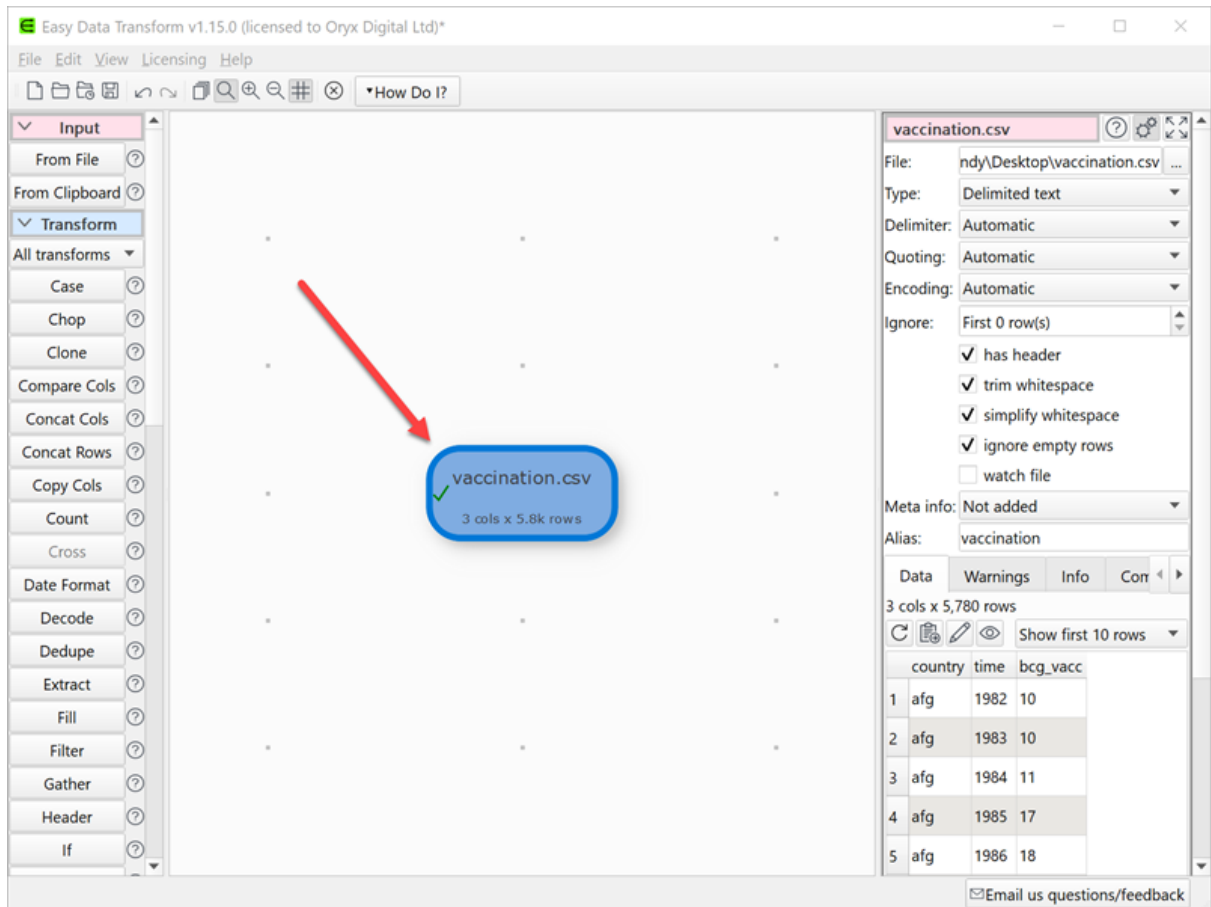 Easy Data Transform v1.15.0 (licensed to Oryx Digital Ltd)*
File Edit View Licensing Help
How Do I?
Input
From File
From Clipboard
Transform
All transforms
Case
Chop
Clone
Compare Cols
Concat Cols
Concat Rows
Copy Cols
Count
Cross
Date Format
Decode
Dedupe
Extract
Fill
Filter
Gather
Header
If
vaccination.csv
3 cols x 5.8k rows
vaccination.csv
File: ndy\Desktop\vaccination.csv ...
Type: Delimited text
Delimiter: Automatic
Quoting: Automatic
Encoding: Automatic
Ignore: First 0 row(s)
has header
trim whitespace
simplify whitespace
ignore empty rows
watch file
Meta info: Not added
Alias: vaccination
Data Warnings Info Com
3 cols x 5,780 rows
Show first 10 rows
country time bcg_vacc
1 afg 1982 10
2 afg 1983 10
3 afg 1984 11
4 afg 1985 17
5 afg 1986 18
Email us questions/feedback